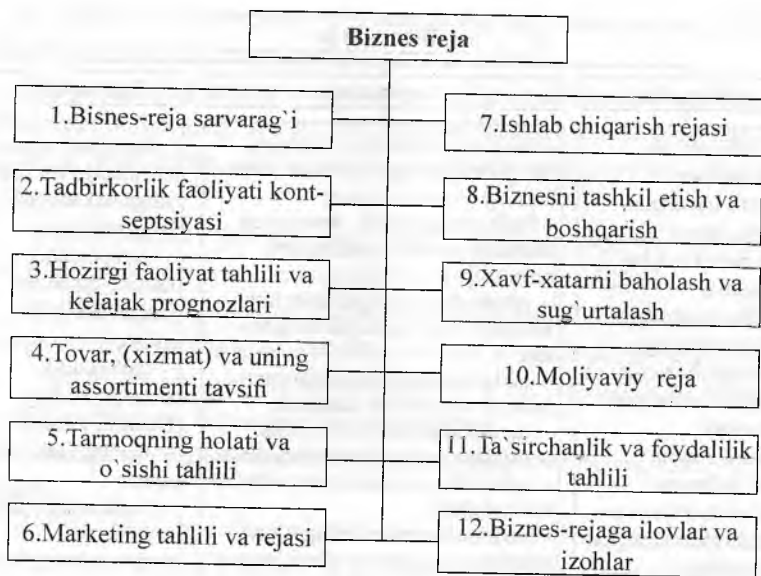 Biznes reja
1.Bisnes-reja sarvarag`i
2.Tadbirkorlik faoliyati kont-
septsiyasi
3.Hozirgi faoliyat tahlili va
kelajak prognozlari
4.Tovar, (xizmat) va uning
assortimenti tavsifi
5.Tarmoqning holati va
o`sishi tahlili
6.Marketing tahlili va rejasi
7.Ishlab chiqarish rejasi
8.Biznesni tashkil etish va
boshqarish
9.Xavf-xatarni baholash va
sug`urtalash
10.Moliyaviy reja
11.Ta`sirchanlik va foydalilik
tahlili
12.Biznes-rejaga ilovlar va
izohlar